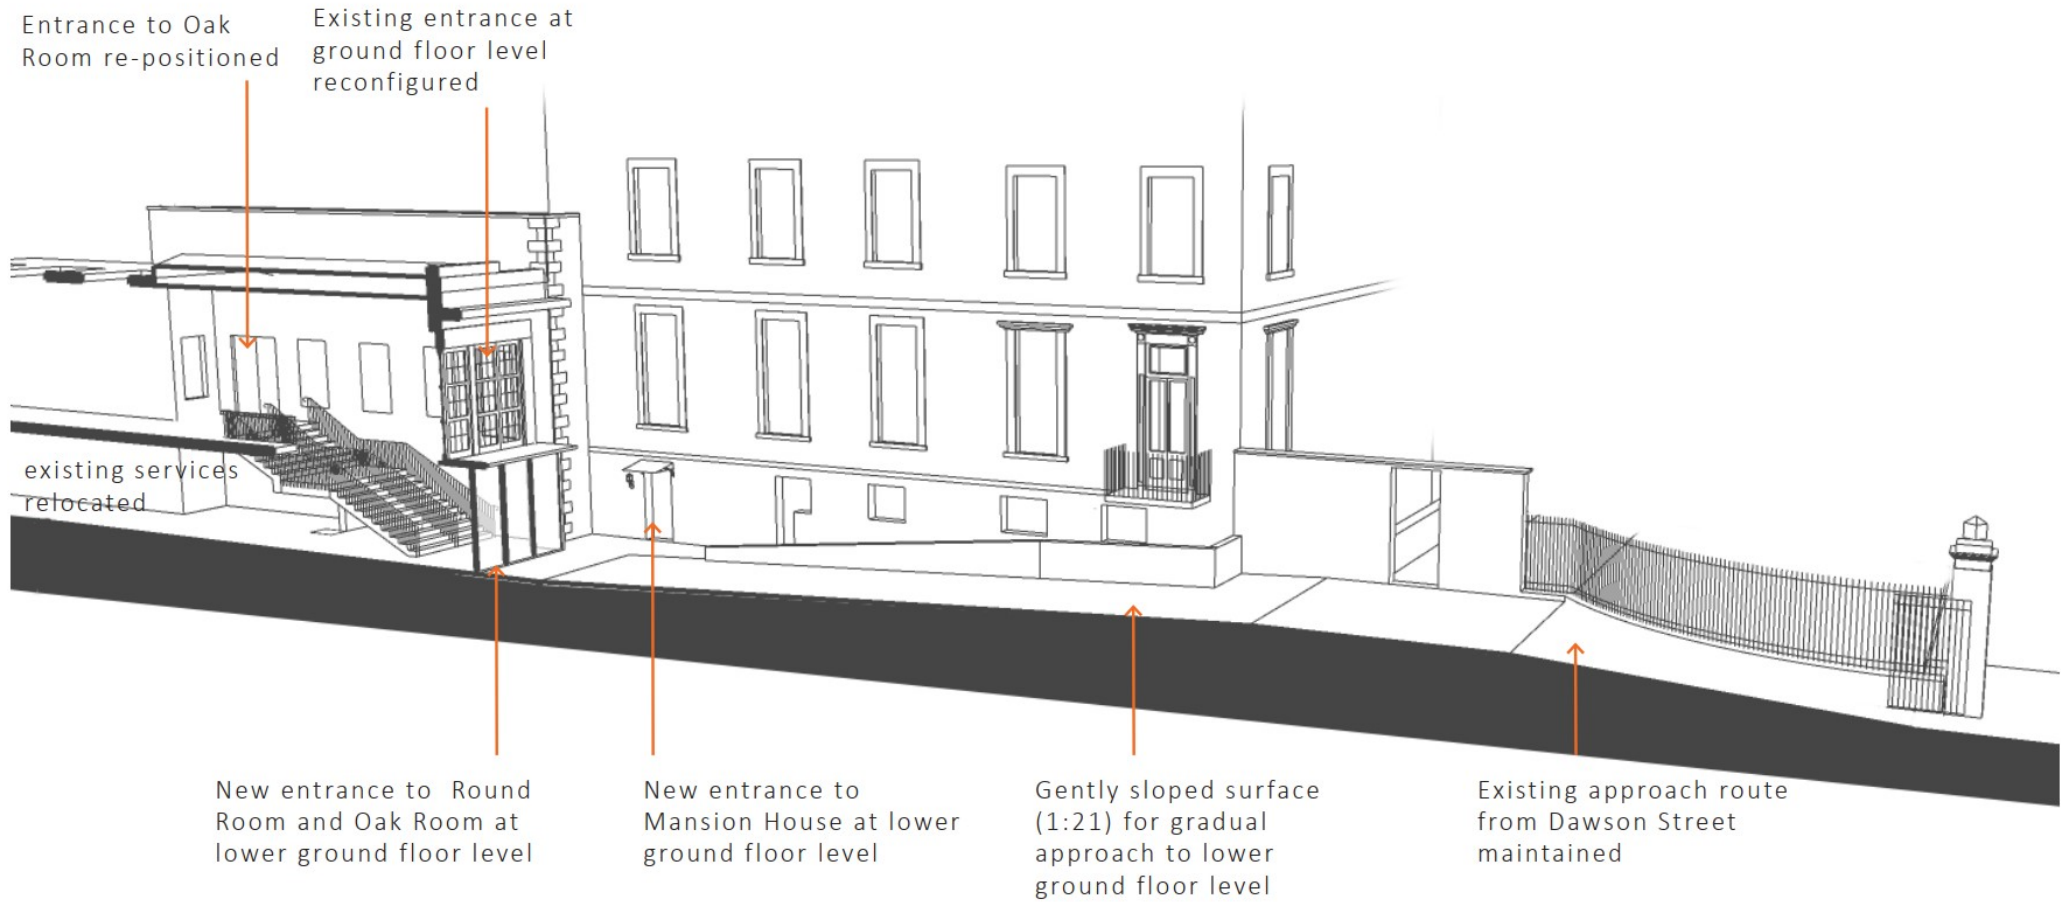 Entrance to Oak
Room re-positioned
Existing entrance at
ground floor level
reconfigured
existing services
relocated
New entrance to Round
Room and Oak Room at
lower ground floor level
New entrance to
Mansion House at lower
ground floor level
Gently sloped surface
(1:21) for gradual
approach to lower
ground floor level
Existing approach route
from Dawson Street
maintained